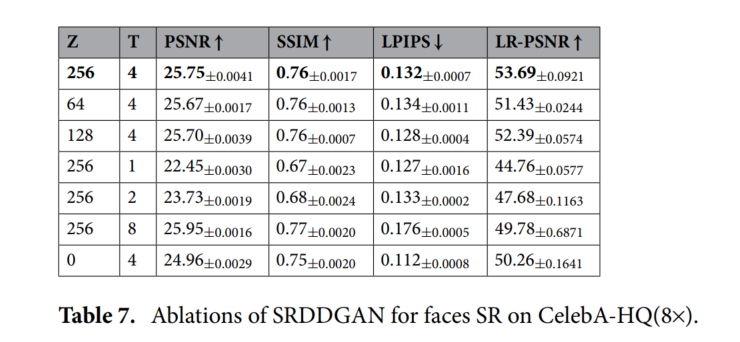 Z T PSNR↑ SSIM↑ LPIPS↓ LR-PSNR↑
256 4 25.75±0.0041 0.76±0.0017 0.132±0.0007 53.69±0.0921
64 4 25.67±0.0017 0.76±0.0013 0.134±0.0011 51.43±0.0244
128 4 25.70±0.0039 0.76±0.0007 0.128±0.0004 52.39±0.0574
256 1 22.45±0.0030 0.67±0.0023 0.127±0.0016 44.76±0.0577
256 2 23.73±0.0019 0.68±0.0024 0.133±0.0002 47.68±0.1163
256 8 25.95±0.0016 0.77±0.0020 0.176±0.0005 49.78±0.6871
0 4 24.96±0.0029 0.75±0.0020 0.112±0.0008 50.26±0.1641
Table 7. Ablations of SRDDGAN for faces SR on CelebA-HQ(8×).